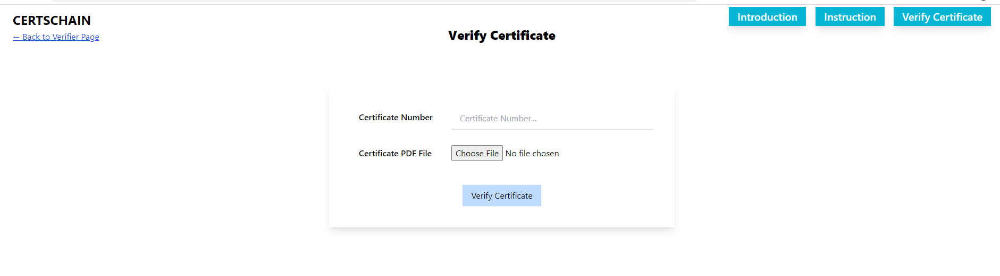 CERTSCHAIN
← Back to Verifier Page
Introduction
Instruction
Verify Certificate
Verify Certificate
Certificate Number
Certificate Number...
Certificate PDF File
Choose File No file chosen
Verify Certificate